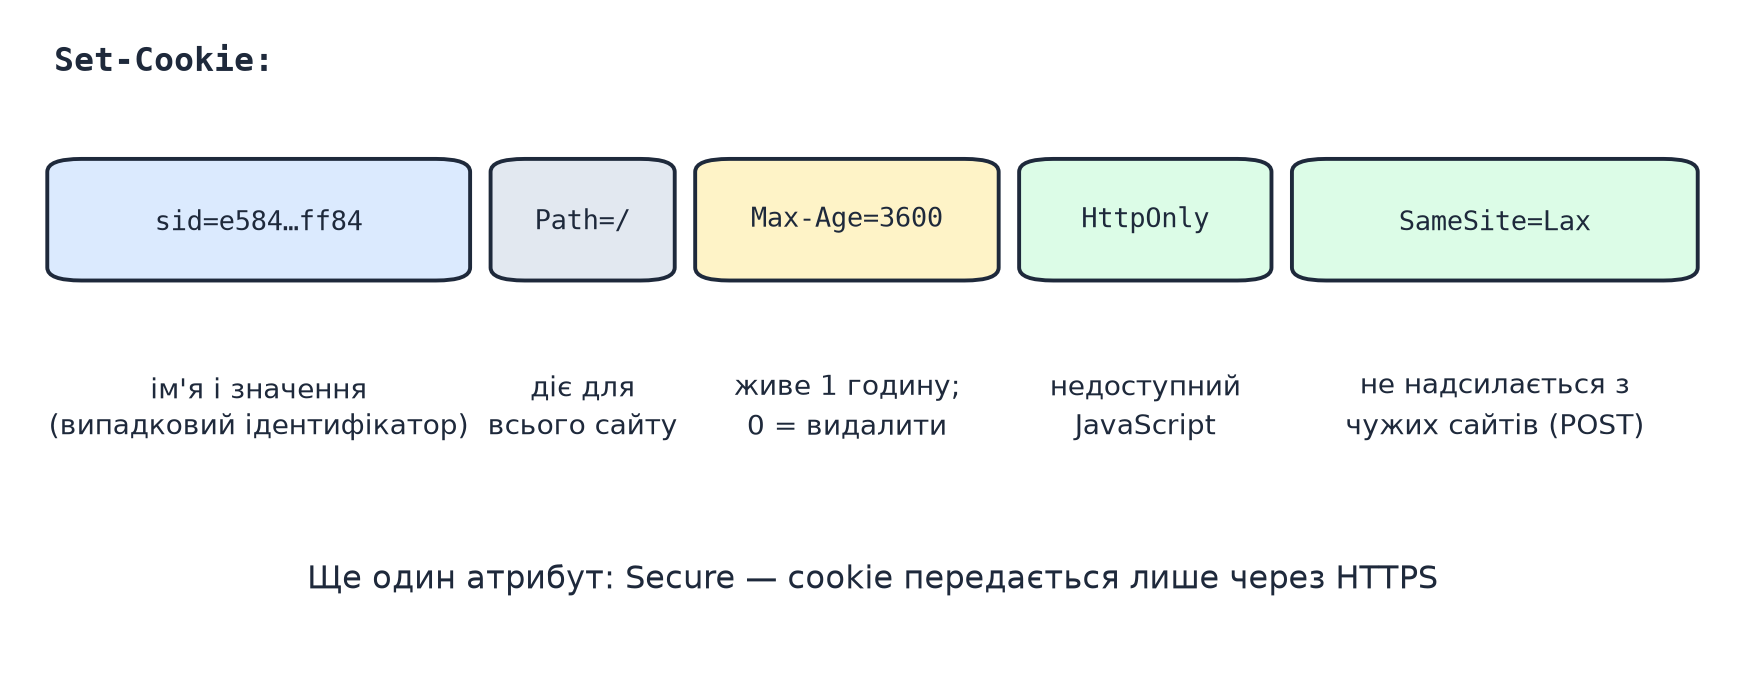 Set-Cookie:
sid=e584…ff84
Path=/
Max-Age=3600
HttpOnly
SameSite=Lax
ім'я і значення
(випадковий ідентифікатор)
діє для
всього сайту
живе 1 годину;
0 = видалити
недоступний
JavaScript
не надсилається з
чужих сайтів (POST)
Ще один атрибут: Secure — cookie передається лише через HTTPS